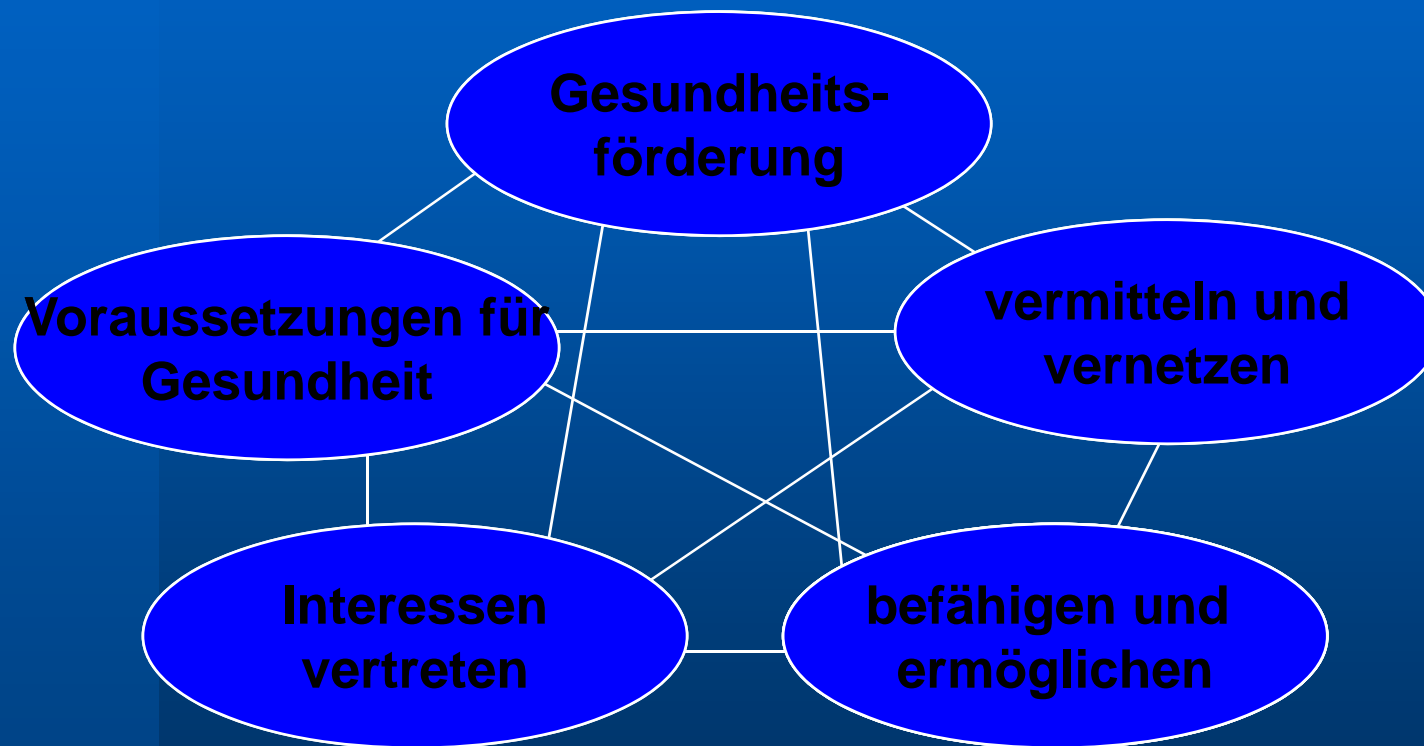 Gesundheits-
förderung
Voraussetzungen für
Gesundheit
vermitteln und
vernetzen
Interessen
vertreten
befähigen und
ermöglichen